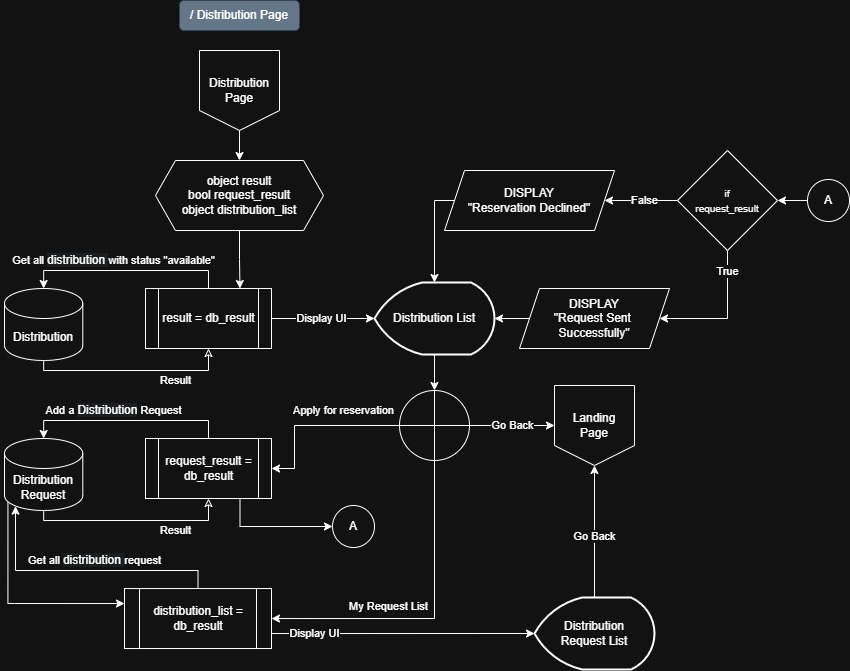 / Distribution Page
Distribution
Page
object result
bool request_result
object distribution_list
DISPLAY
"Reservation Declined"
False
if
request_result
A
True
Get all distribution with status "available"
Distribution
result = db_result
Display UI
Distribution List
DISPLAY
"Request Sent
Successfully"
Result
Add a Distribution Request
Apply for reservation
Go Back
Landing
Page
Distribution
Request
request_result =
db_result
Result
A
Get all distribution request
Go Back
distribution_list =
db_result
My Request List
Display UI
Distribution
Request List